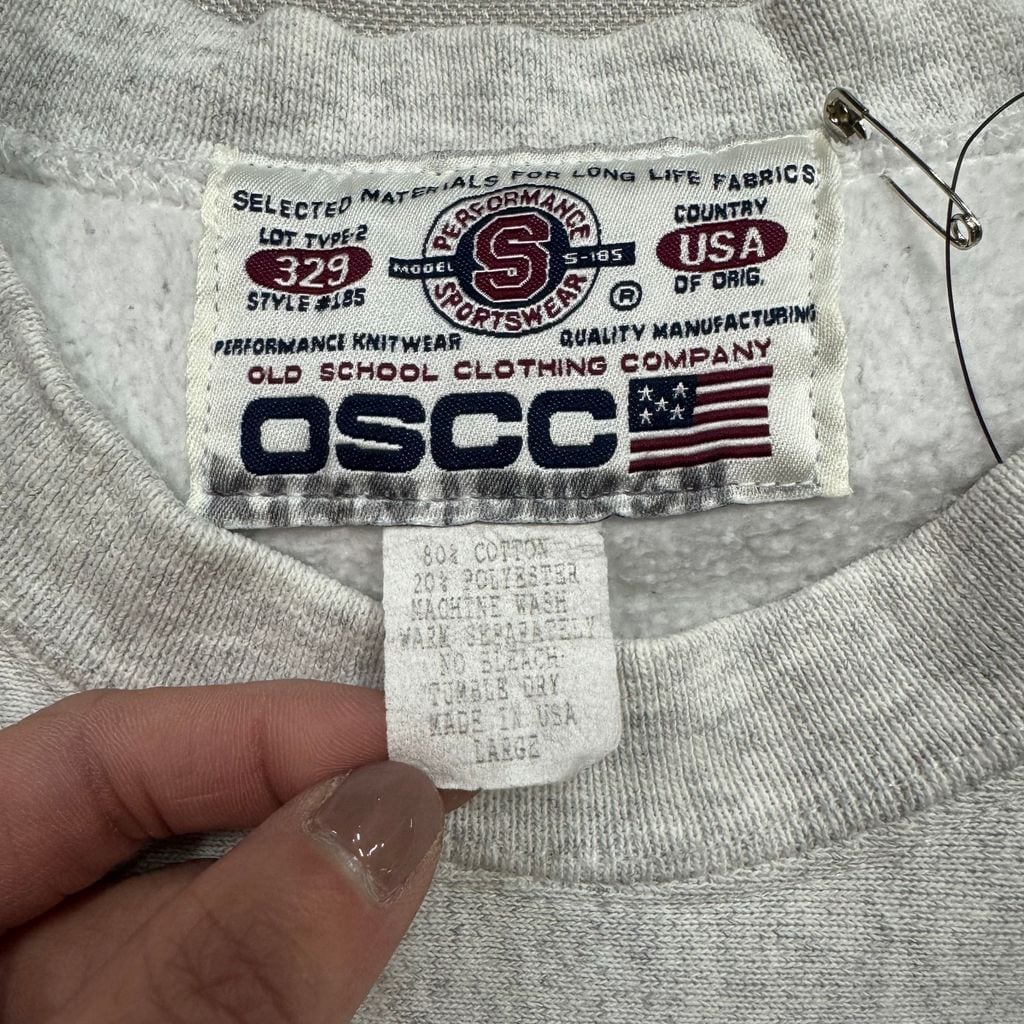 SELECTED MATERIALS FOR LONG LIFE FABRICS
LOT TYPE-2
329
STYLE #185
PERFORMANCE
MODEL S S-185
SPORTSWEAR
®
COUNTRY
USA
OF ORIG.
PERFORMANCE KNITWEAR
QUALITY MANUFACTURING
OLD SCHOOL CLOTHING COMPANY
OSCC
80% COTTON
20% POLYESTER
MACHINE WASH
WARM SEPARATELY
NO BLEACH
TUMBLE DRY
MADE IN USA
LARGE